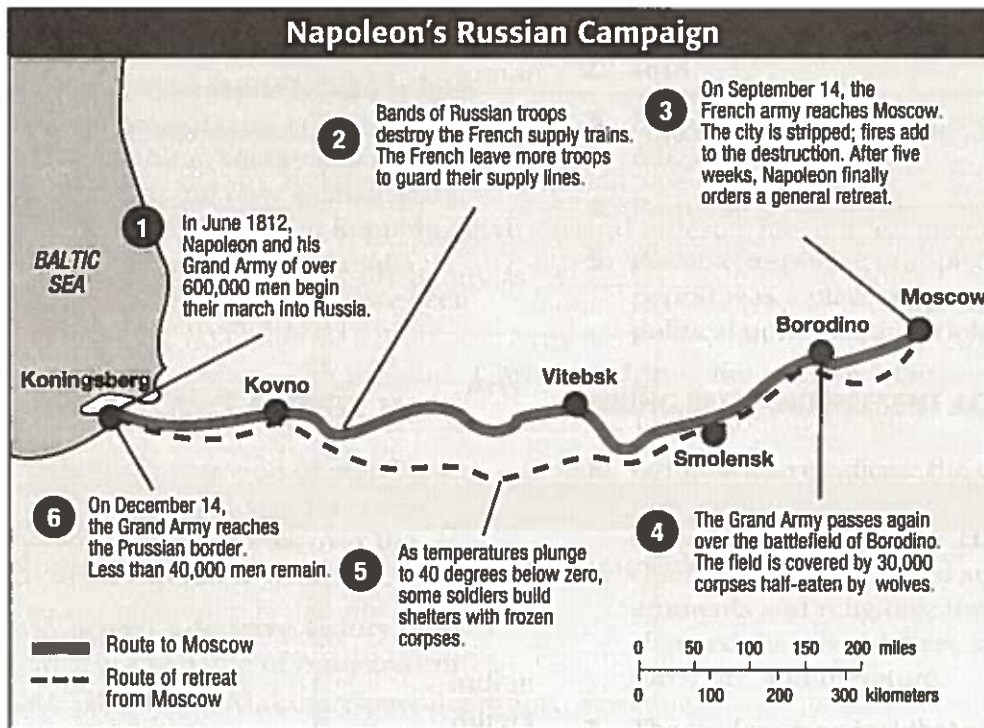 Napoleon's Russian Campaign
1
In June 1812,
Napoleon and his
Grand Army of over
600,000 men begin
their march into Russia.
2
Bands of Russian troops
destroy the French supply trains.
The French leave more troops
to guard their supply lines.
3
On September 14, the
French army reaches Moscow.
The city is stripped; fires add
to the destruction. After five
weeks, Napoleon finally
orders a general retreat.
BALTIC
SEA
Koningsberg
Kovno
Vitebsk
Smolensk
Borodino
Moscow
4
The Grand Army passes again
over the battlefield of Borodino.
The field is covered by 30,000
corpses half-eaten by wolves.
5
As temperatures plunge
to 40 degrees below zero,
some soldiers build
shelters with frozen
corpses.
6
On December 14,
the Grand Army reaches
the Prussian border.
Less than 40,000 men remain.
Route to Moscow
Route of retreat
from Moscow
0 50 100 150 200 miles
0 100 200 300 kilometers